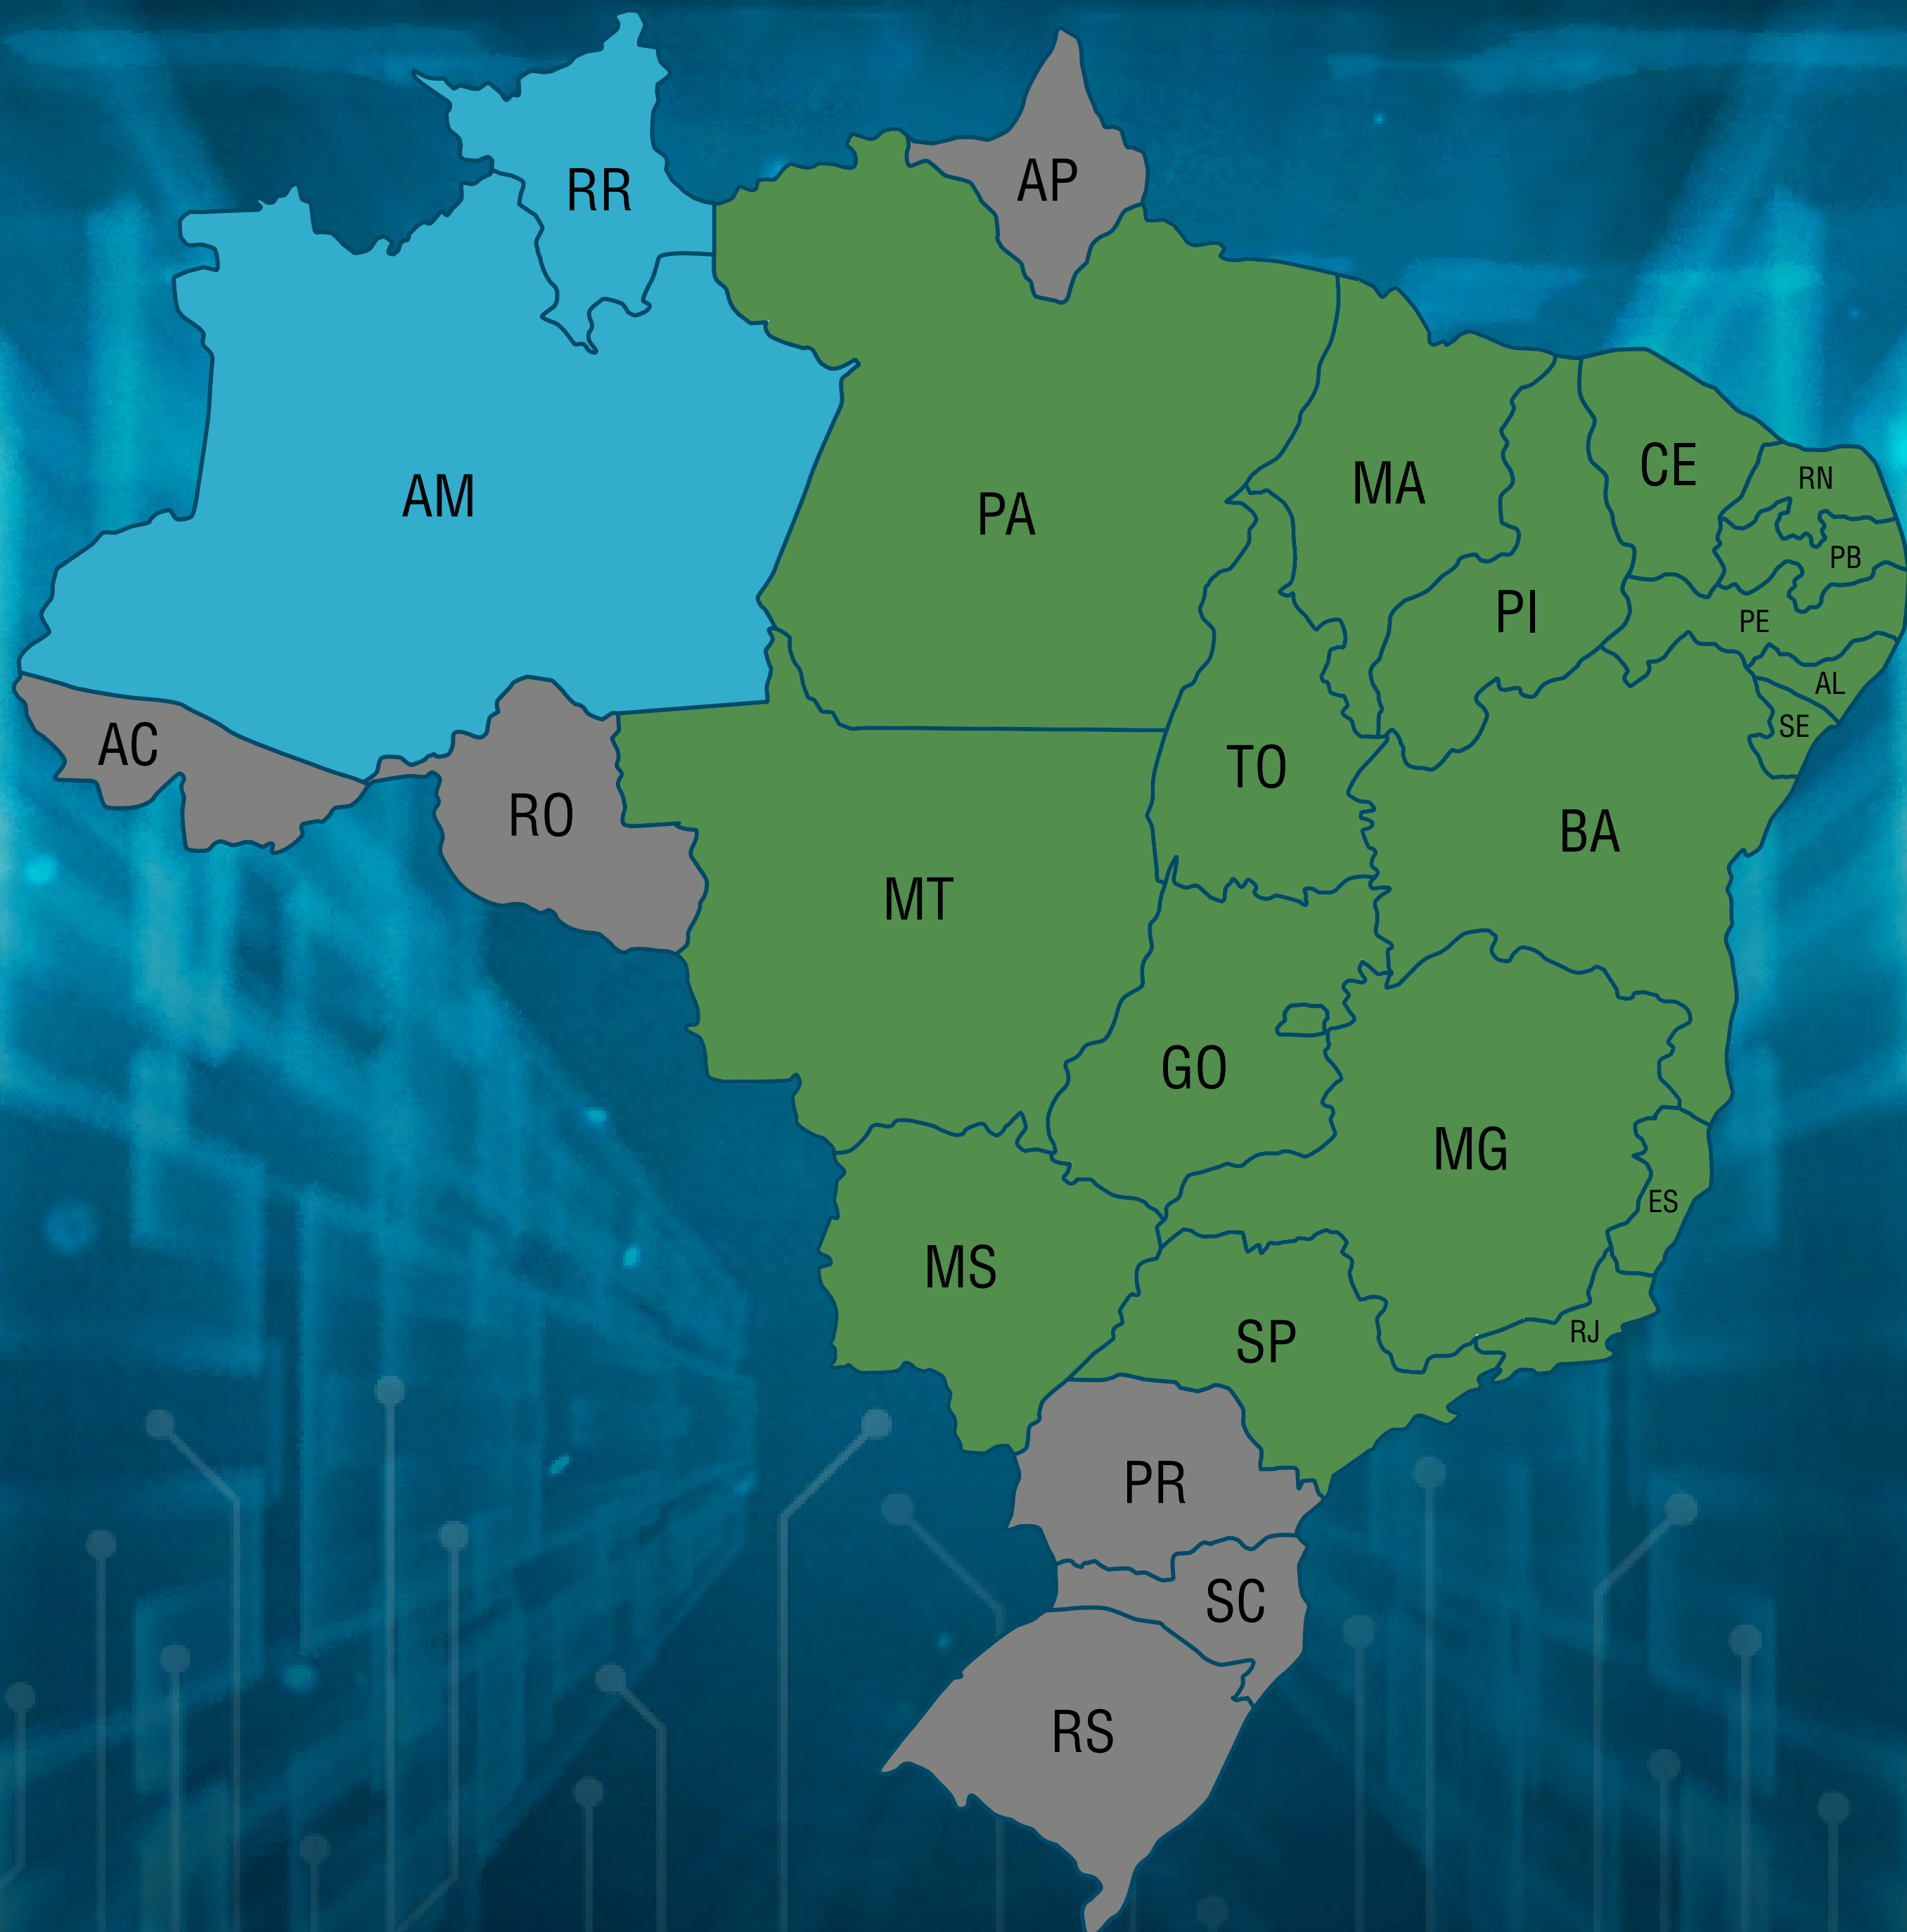 AP
RR
CE
RN
MA
AM
PA
PB
PI
PE
AL
SE
AC
TO
RO
BA
MT
GO
MG
ES
MS
RJ
SP
PR
SC
RS